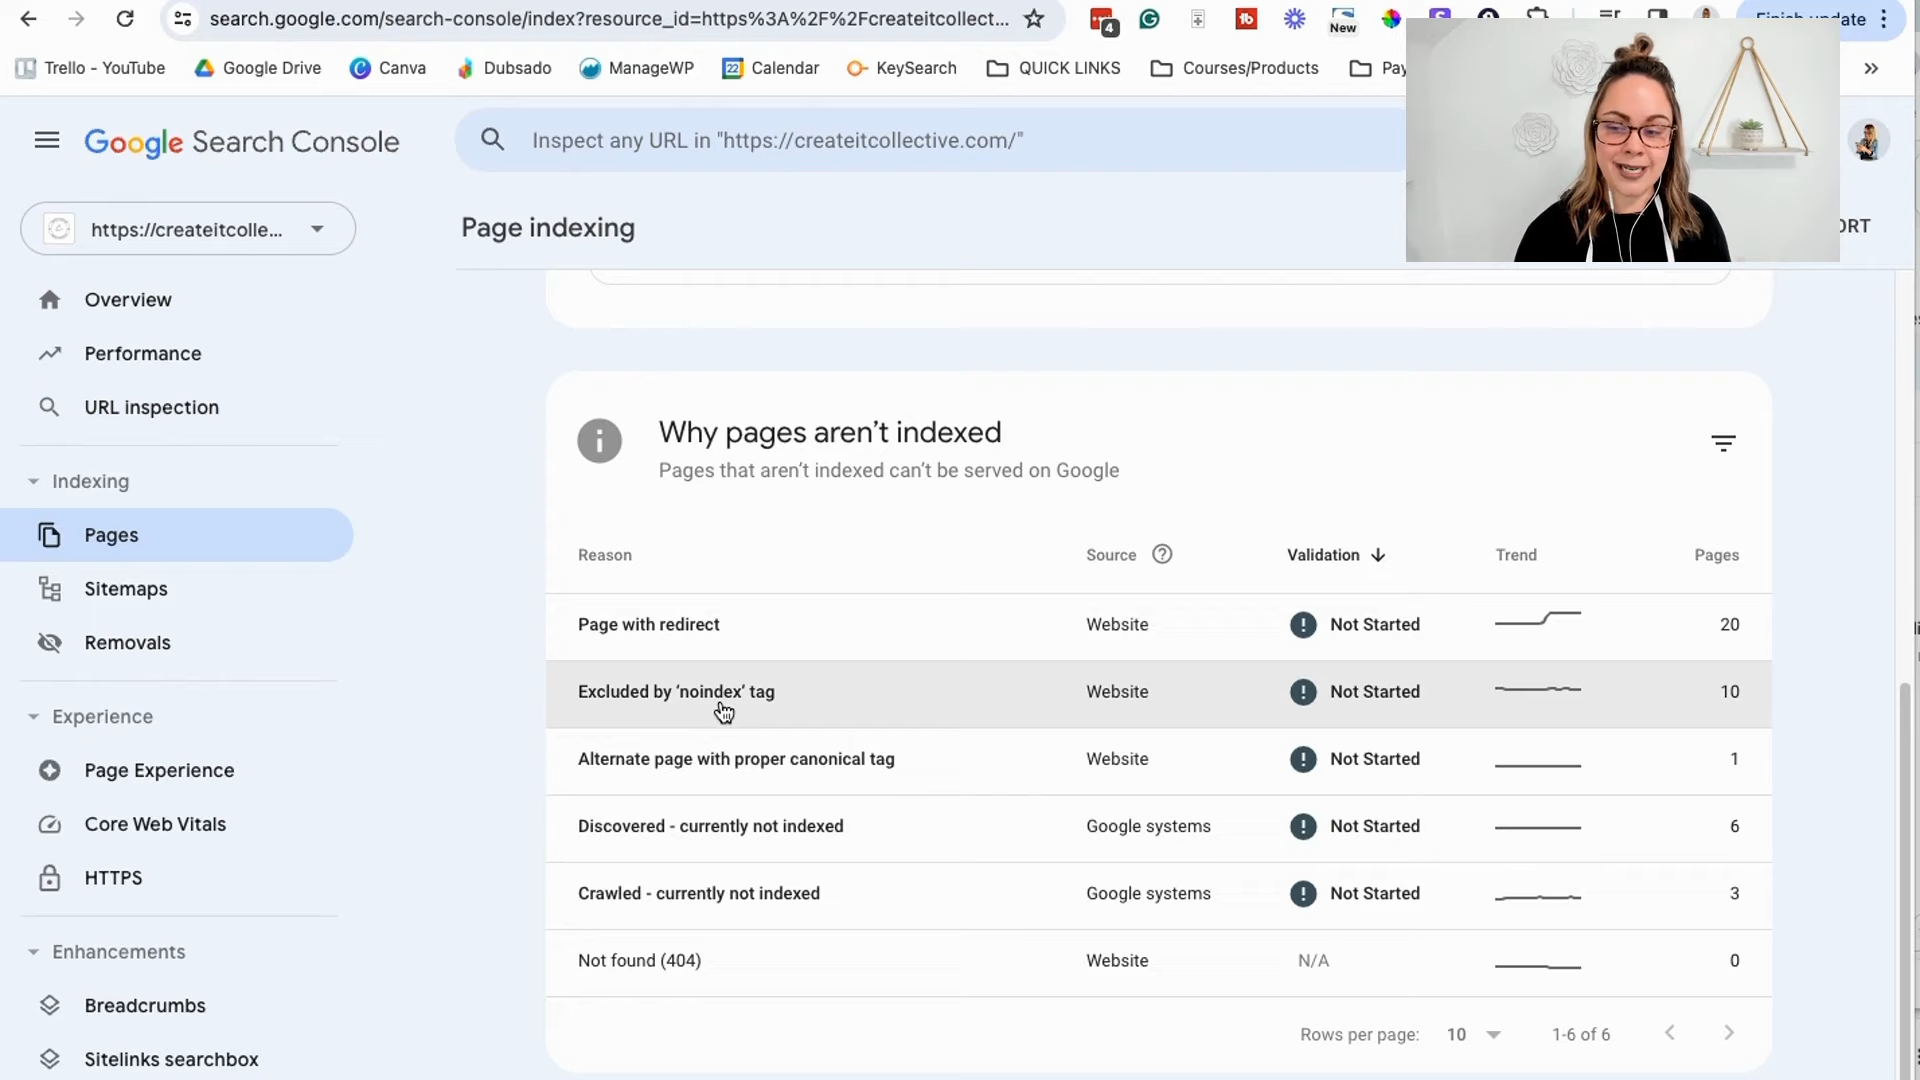 search.google.com/search-console/index?resource_id=https%3A%2F%2Fcreateitcollect...
4
New
Finish update
Trello - YouTube
Google Drive
Canva
Dubsado
ManageWP
22
Calendar
KeySearch
QUICK LINKS
Courses/Products
Pay
Google Search Console
Inspect any URL in "https://createitcollective.com/"
https://createitcolle...
Page indexing
ORT
Overview
Performance
URL inspection
Indexing
Pages
Sitemaps
Removals
Experience
Page Experience
Core Web Vitals
HTTPS
Enhancements
Breadcrumbs
Sitelinks searchbox
Why pages aren’t indexed
Pages that aren’t indexed can’t be served on Google
Reason Source Validation Trend Pages
Page with redirect Website Not Started 20
Excluded by ‘noindex’ tag Website Not Started 10
Alternate page with proper canonical tag Website Not Started 1
Discovered - currently not indexed Google systems Not Started 6
Crawled - currently not indexed Google systems Not Started 3
Not found (404) Website N/A 0
Rows per page: 10 1-6 of 6